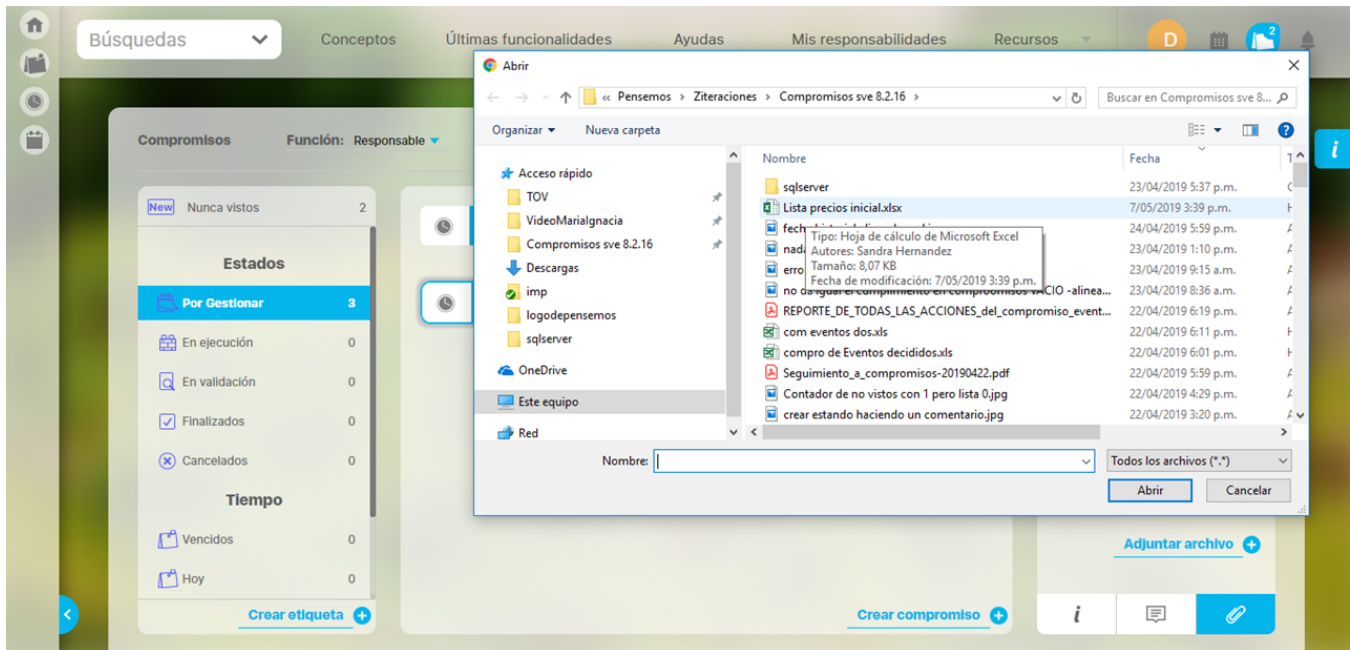 Búsquedas
Conceptos
Últimas funcionalidades
Ayudas
Mis responsabilidades
Recursos
D
2
Compromisos
Función: Responsable
New Nunca vistos 2
Estados
Por Gestionar 3
En ejecución 0
En validación 0
Finalizados 0
Cancelados 0
Tiempo
Vencidos 0
Hoy 0
Crear etiqueta
Crear compromiso
Abrir
« Pensemos > Ziteraciones > Compromisos sve 8.2.16 >
Buscar en Compromisos sve 8...
Organizar
Nueva carpeta
?
i
Acceso rápido
TOV
VideoMariaIgnacia
Compromisos sve 8.2.16
Descargas
imp
logodepensemos
sqlserver
OneDrive
Este equipo
Red
Nombre Fecha T
sqlserver 23/04/2019 5:37 p.m.
Lista precios inicial.xlsx 7/05/2019 3:39 p.m.
24/04/2019 5:59 p.m.
23/04/2019 1:10 p.m.
23/04/2019 9:15 a.m.
23/04/2019 8:36 a.m.
Tipo: Hoja de cálculo de Microsoft Excel
Autores: Sandra Hernandez
Tamaño: 8,07 KB
Fecha de modificación: 7/05/2019 3:39 p.m.
REPORTE_DE_TODAS_LAS_ACCIONES_del_compromiso_event... 22/04/2019 6:19 p.m.
com eventos dos.xls 22/04/2019 6:11 p.m.
compro de Eventos decididos.xls 22/04/2019 6:01 p.m.
Seguimiento_a_compromisos-20190422.pdf 22/04/2019 5:59 p.m.
Contador de no vistos con 1 pero lista 0.jpg 22/04/2019 4:29 p.m.
crear estando haciendo un comentario.jpg 22/04/2019 3:20 p.m.
Nombre:
Todos los archivos (*.*)
Abrir
Cancelar
Adjuntar archivo
i